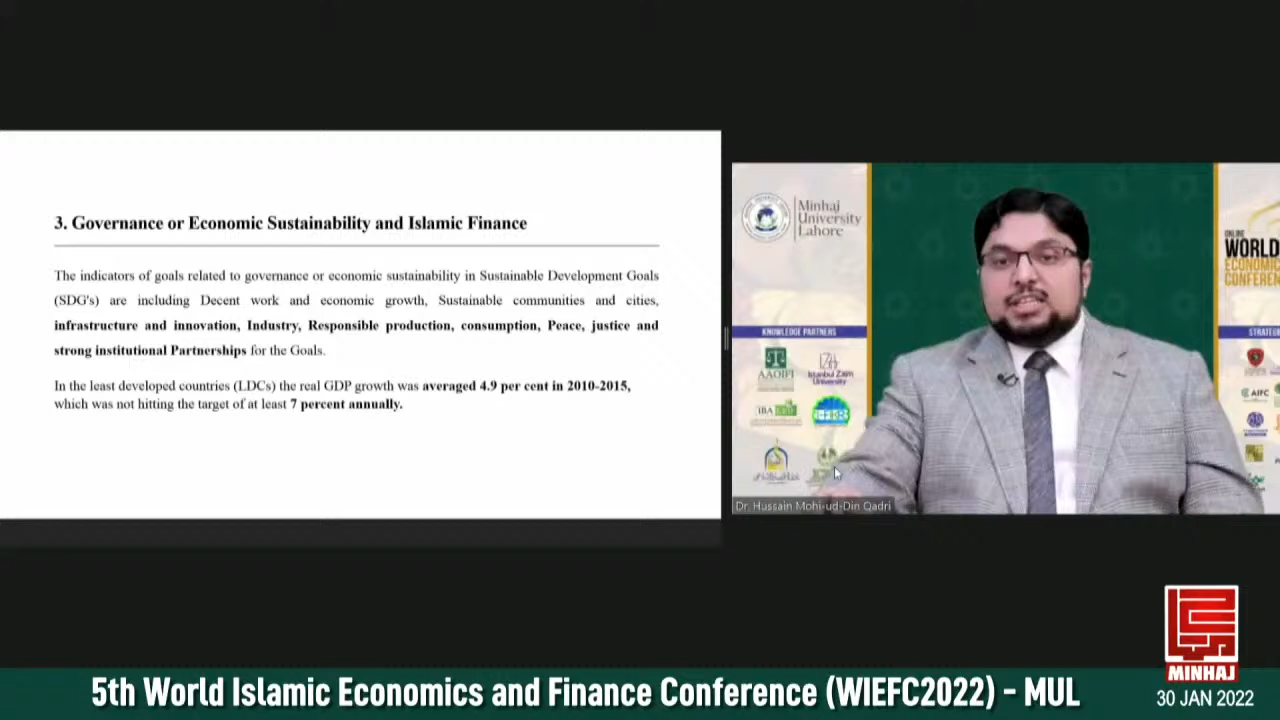 3. Governance or Economic Sustainability and Islamic Finance
The indicators of goals related to governance or economic sustainability in Sustainable Development Goals
(SDG's) are including Decent work and economic growth, Sustainable communities and cities,
infrastructure and innovation, Industry, Responsible production, consumption, Peace, justice and
strong institutional Partnerships for the Goals.
In the least developed countries (LDCs) the real GDP growth was averaged 4.9 per cent in 2010-2015,
which was not hitting the target of at least 7 percent annually.
Minhaj
University
Lahore
KNOWLEDGE PARTNERS
AAOIFI
Istanbul Zaim
University
IBA
ONLINE
WORLD
ECONOMIC
CONFEREN
STRATEG
AIFC
Dr. Hussain Mohi-ud-Din Qadri
MINHAJ
5th World Islamic Economics and Finance Conference (WIEFC2022) - MUL
30 JAN 2022